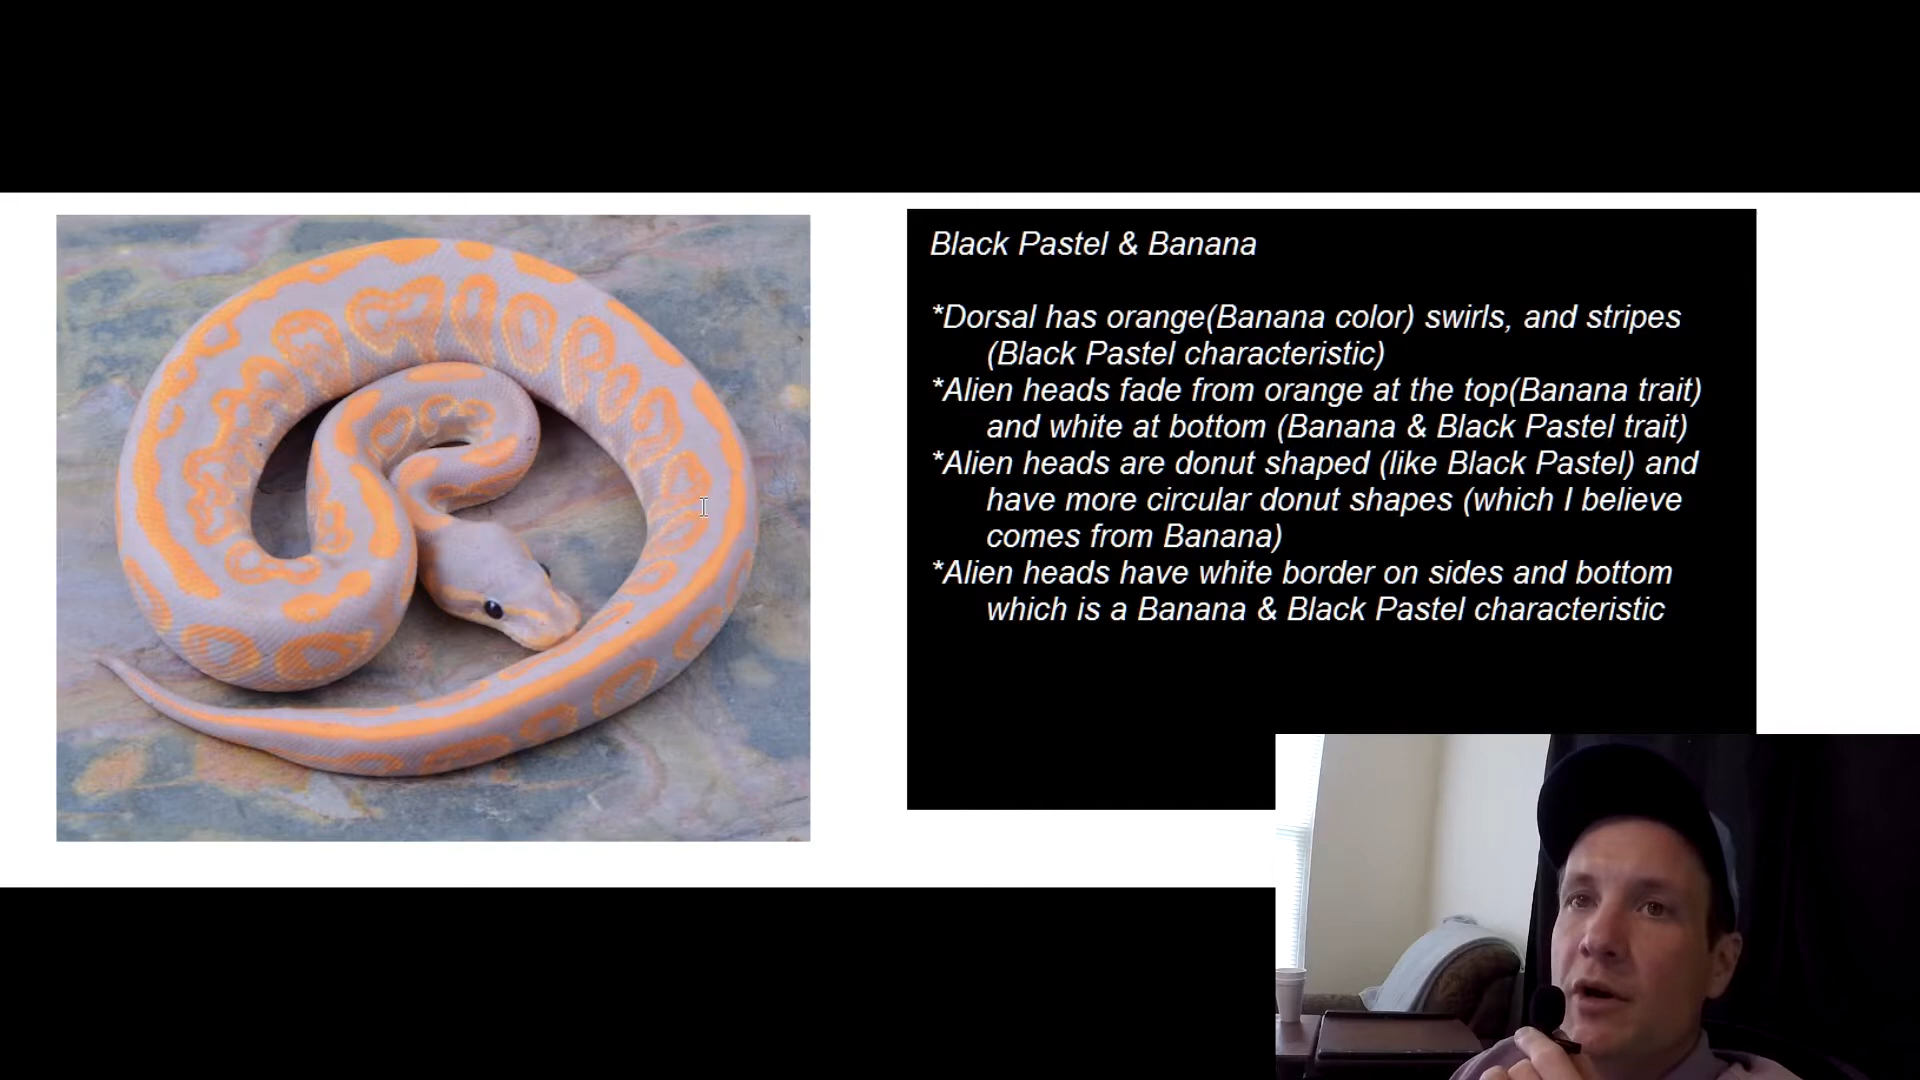 Black Pastel & Banana
*Dorsal has orange(Banana color) swirls, and stripes
(Black Pastel characteristic)
*Alien heads fade from orange at the top(Banana trait)
and white at bottom (Banana & Black Pastel trait)
*Alien heads are donut shaped (like Black Pastel) and
have more circular donut shapes (which I believe
comes from Banana)
*Alien heads have white border on sides and bottom
which is a Banana & Black Pastel characteristic